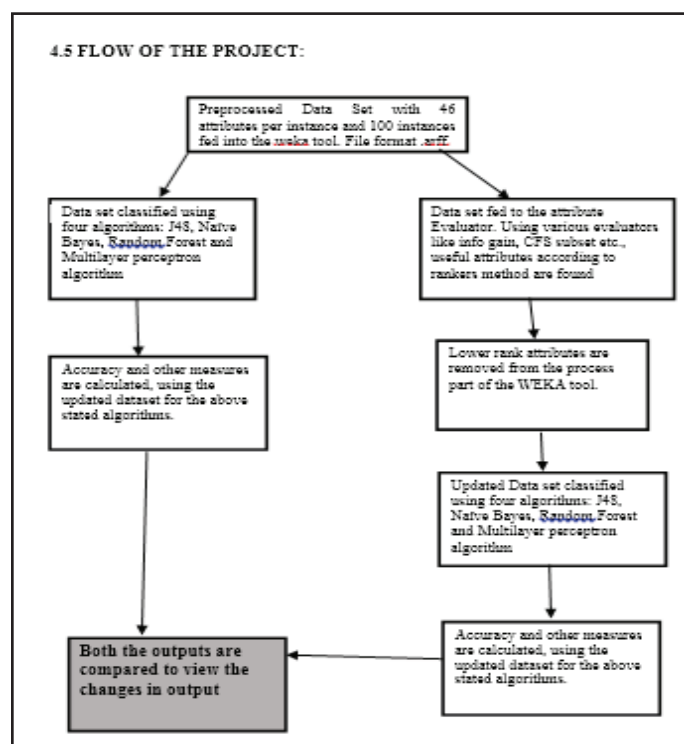 4.5 FLOW OF THE PROJECT:
Preprocessed Data Set with 46
attributes per instance and 100 instances
fed into the weka tool. File format .arff.
Data set classified using
four algorithms: J48, Naïve
Bayes, Random Forest and
Multilayer perceptron
algorithm
Accuracy and other measures
are calculated, using the
updated dataset for the above
stated algorithms.
Data set fed to the attribute
Evaluator. Using various evaluators
like info gain, CFS subset etc.,
useful attributes according to
rankers method are found
Lower rank attributes are
removed from the process
part of the WEKA tool.
Updated Data set classified
using four algorithms: J48,
Naïve Bayes, Random Forest
and Multilayer perceptron
algorithm
Accuracy and other measures
are calculated, using the
updated dataset for the above
stated algorithms.
Both the outputs are
compared to view the
changes in output